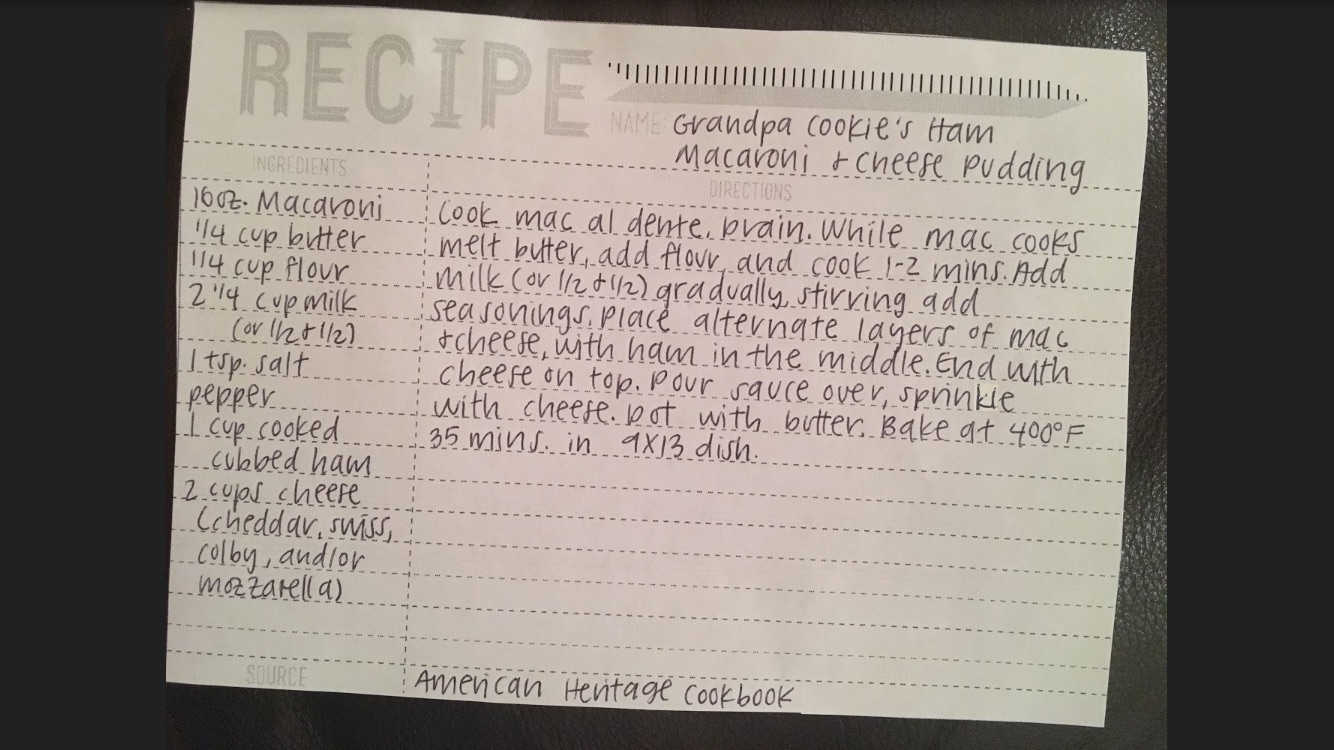 RECIPE
NAME Grandpa Cookie's Ham
Macaroni + Cheese Pudding
INGREDIENTS
16oz. Macaroni
1/4 cup butter
1/4 cup flour
2 1/4 cup milk
(or 1/2 + 1/2)
1 tsp. salt
pepper
1 cup cooked
cubbed ham
2 cups cheese
(cheddar, swiss,
colby, and/or
mozzarella)
DIRECTIONS
Cook mac al dente. Drain. While mac cooks
melt butter, add flour, and cook 1-2 mins. Add
milk (or 1/2 + 1/2) gradually, stirring add
seasonings. Place alternate layers of mac
+ cheese, with ham in the middle. End with
cheese on top. Pour sauce over, sprinkle
with cheese. Dot with butter. Bake at 400°F
35 mins. in 9x13 dish.
SOURCE
American Heritage Cookbook